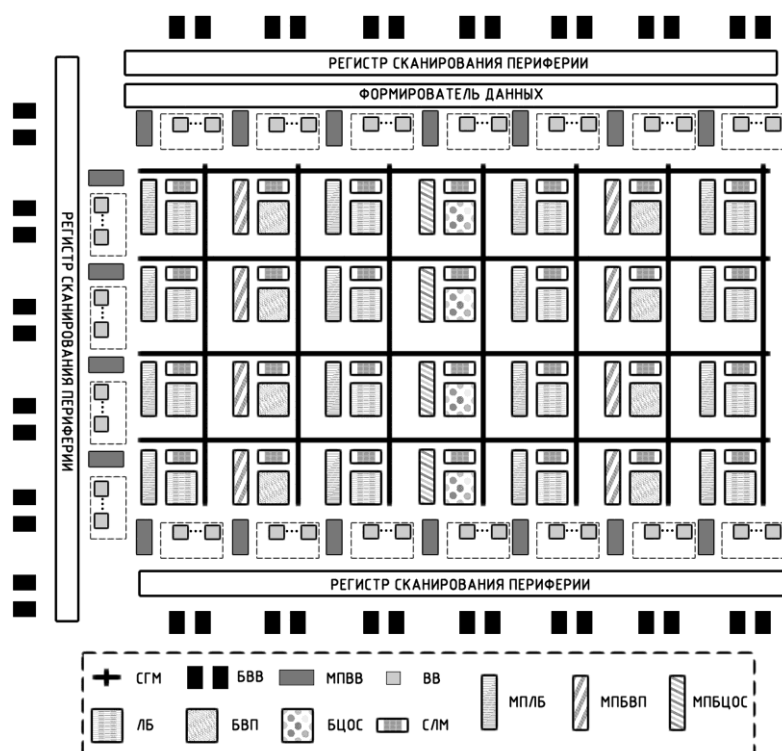 РЕГИСТР СКАНИРОВАНИЯ ПЕРИФЕРИИ
ФОРМИРОВАТЕЛЬ ДАННЫХ
РЕГИСТР СКАНИРОВАНИЯ ПЕРИФЕРИИ
РЕГИСТР СКАНИРОВАНИЯ ПЕРИФЕРИИ
СГМ БВВ МПВВ ВВ МПЛБ МПБВП МПБЦОС
ЛБ БВП БЦОС СЛМ